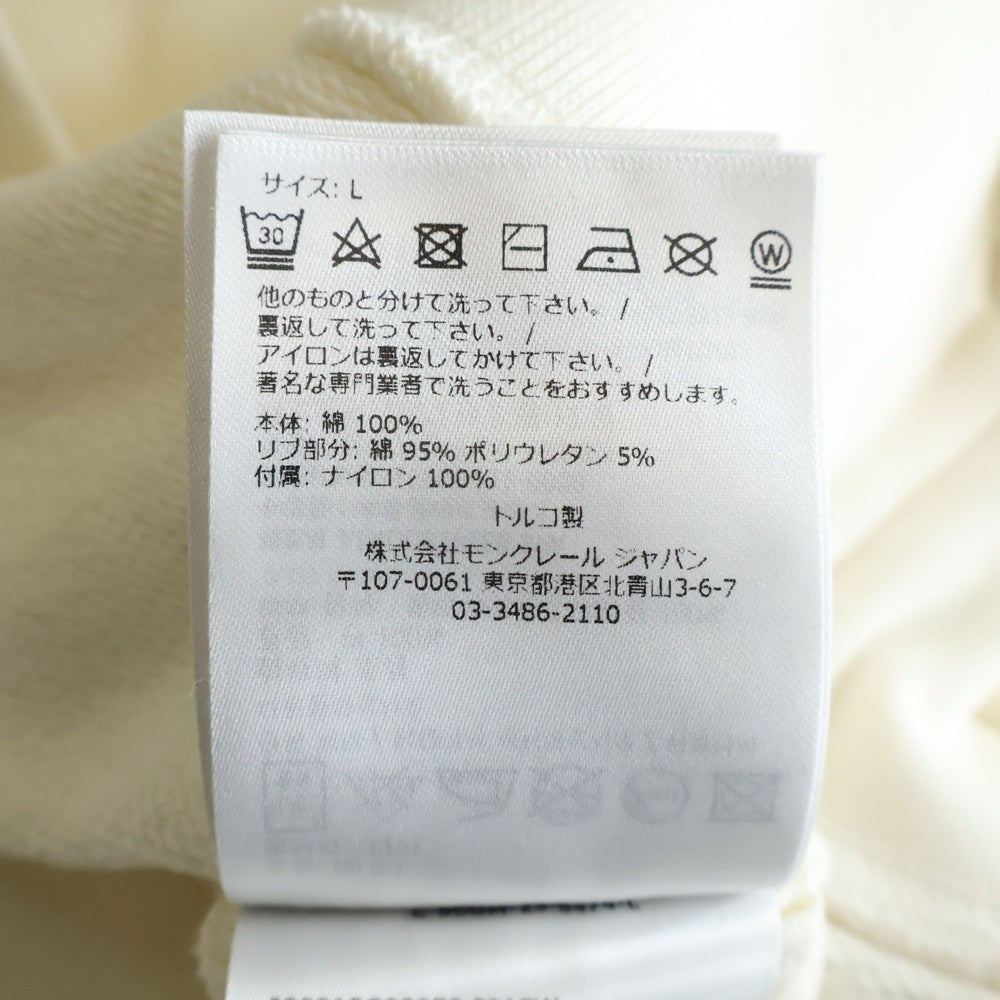 サイズ: L
30
W
他のものと分けて洗って下さい。 /
裏返して洗って下さい。 /
アイロンは裏返してかけて下さい。 /
著名な専門業者で洗うことをおすすめします。
本体: 綿 100%
リブ部分: 綿 95% ポリウレタン 5%
付属: ナイロン 100%
トルコ製
株式会社モンクレール ジャパン
〒107-0061 東京都港区北青山3-6-7
03-3486-2110